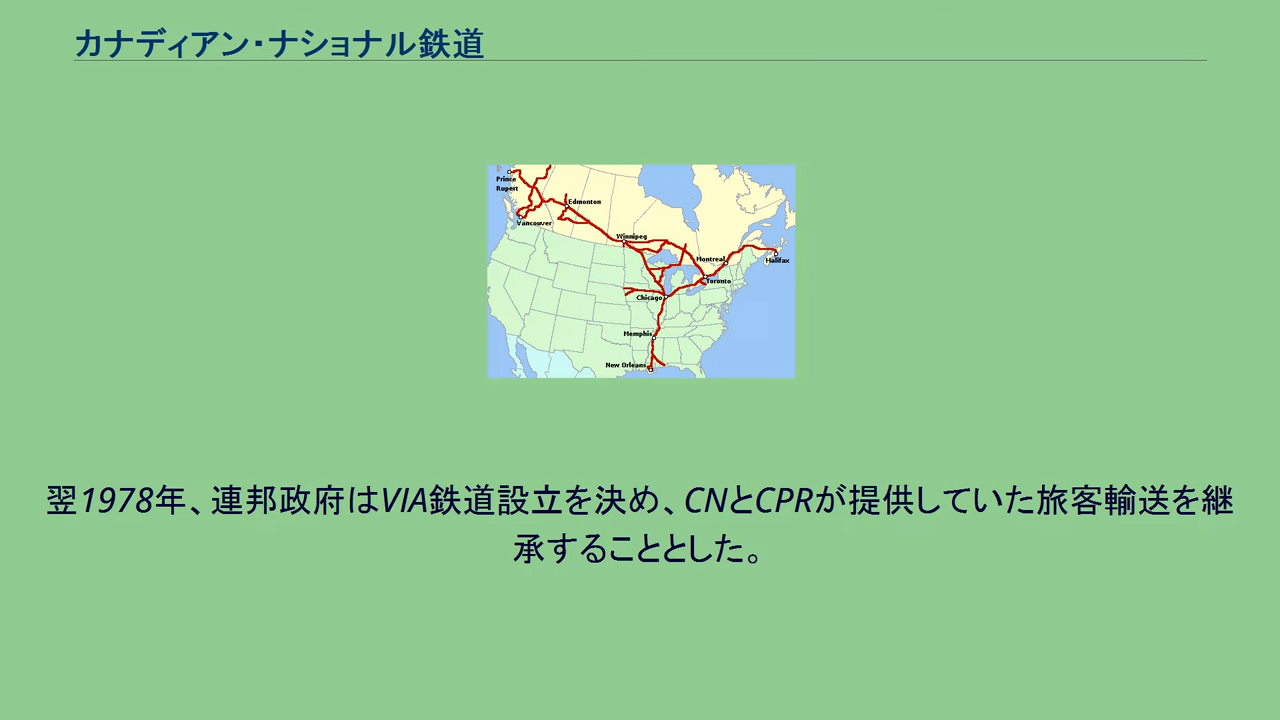 カナディアン・ナショナル鉄道
Prince
Rupert
Edmonton
Vancouver
Winnipeg
Montreal
Halifax
Toronto
Chicago
Memphis
New Orleans
翌1978年、連邦政府はVIA鉄道設立を決め、CNとCPRが提供していた旅客輸送を継
承することとした。